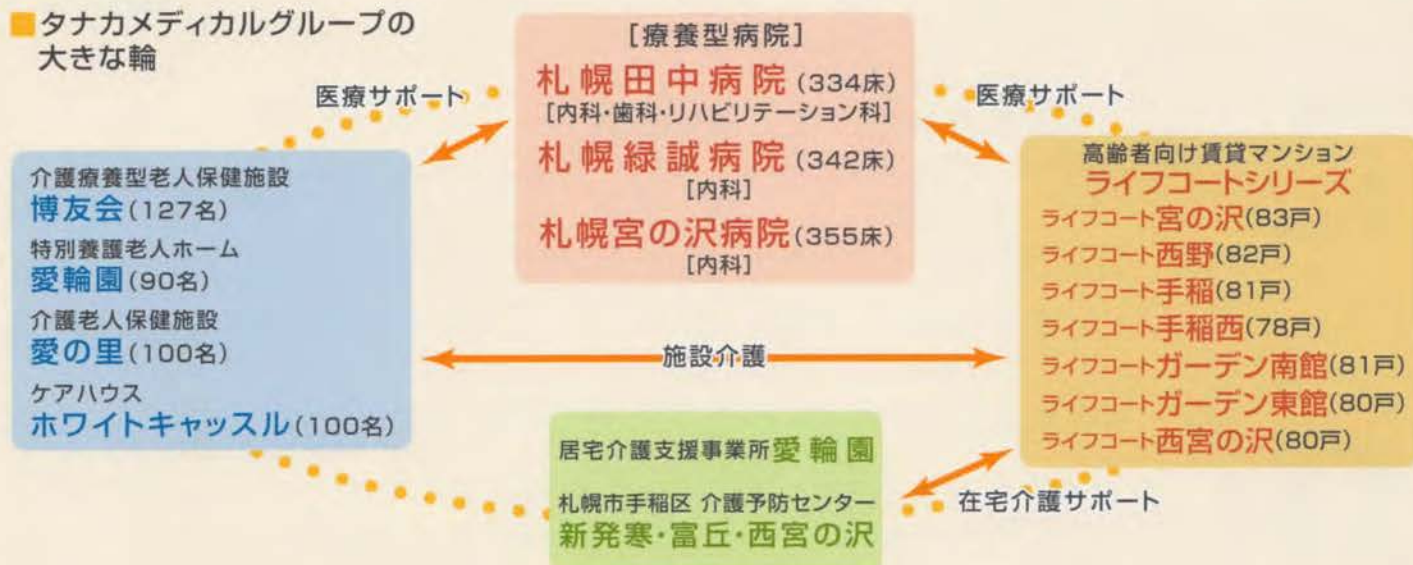 ■タナカメディカルグループの
大きな輪
医療サポート
[療養型病院]
札幌田中病院(334床)
[内科・歯科・リハビリテーション科]
札幌緑誠病院(342床)
[内科]
札幌宮の沢病院(355床)
[内科]
医療サポート
介護療養型老人保健施設
博友会(127名)
特別養護老人ホーム
愛輪園(90名)
介護老人保健施設
愛の里(100名)
ケアハウス
ホワイトキャッスル(100名)
施設介護
高齢者向け賃貸マンション
ライフコートシリーズ
ライフコート宮の沢(83戸)
ライフコート西野(82戸)
ライフコート手稲(81戸)
ライフコート手稲西(78戸)
ライフコートガーデン南館(81戸)
ライフコートガーデン東館(80戸)
ライフコート西宮の沢(80戸)
居宅介護支援事業所 愛輪園
札幌市手稲区 介護予防センター
新発寒・富丘・西宮の沢
在宅介護サポート